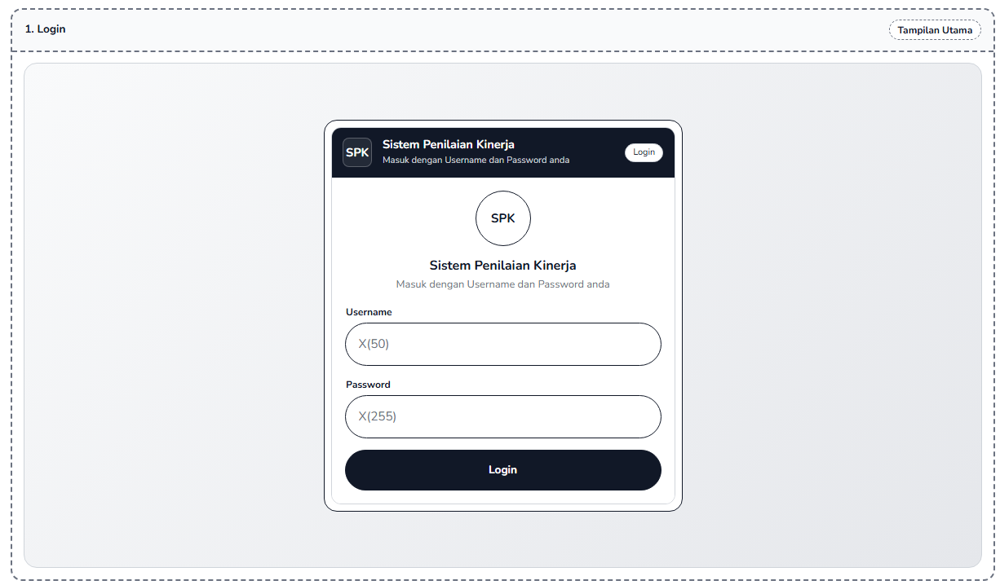 1. Login
Tampilan Utama
SPK
Sistem Penilaian Kinerja
Masuk dengan Username dan Password anda
Login
SPK
Sistem Penilaian Kinerja
Masuk dengan Username dan Password anda
Username
X(50)
Password
X(255)
Login